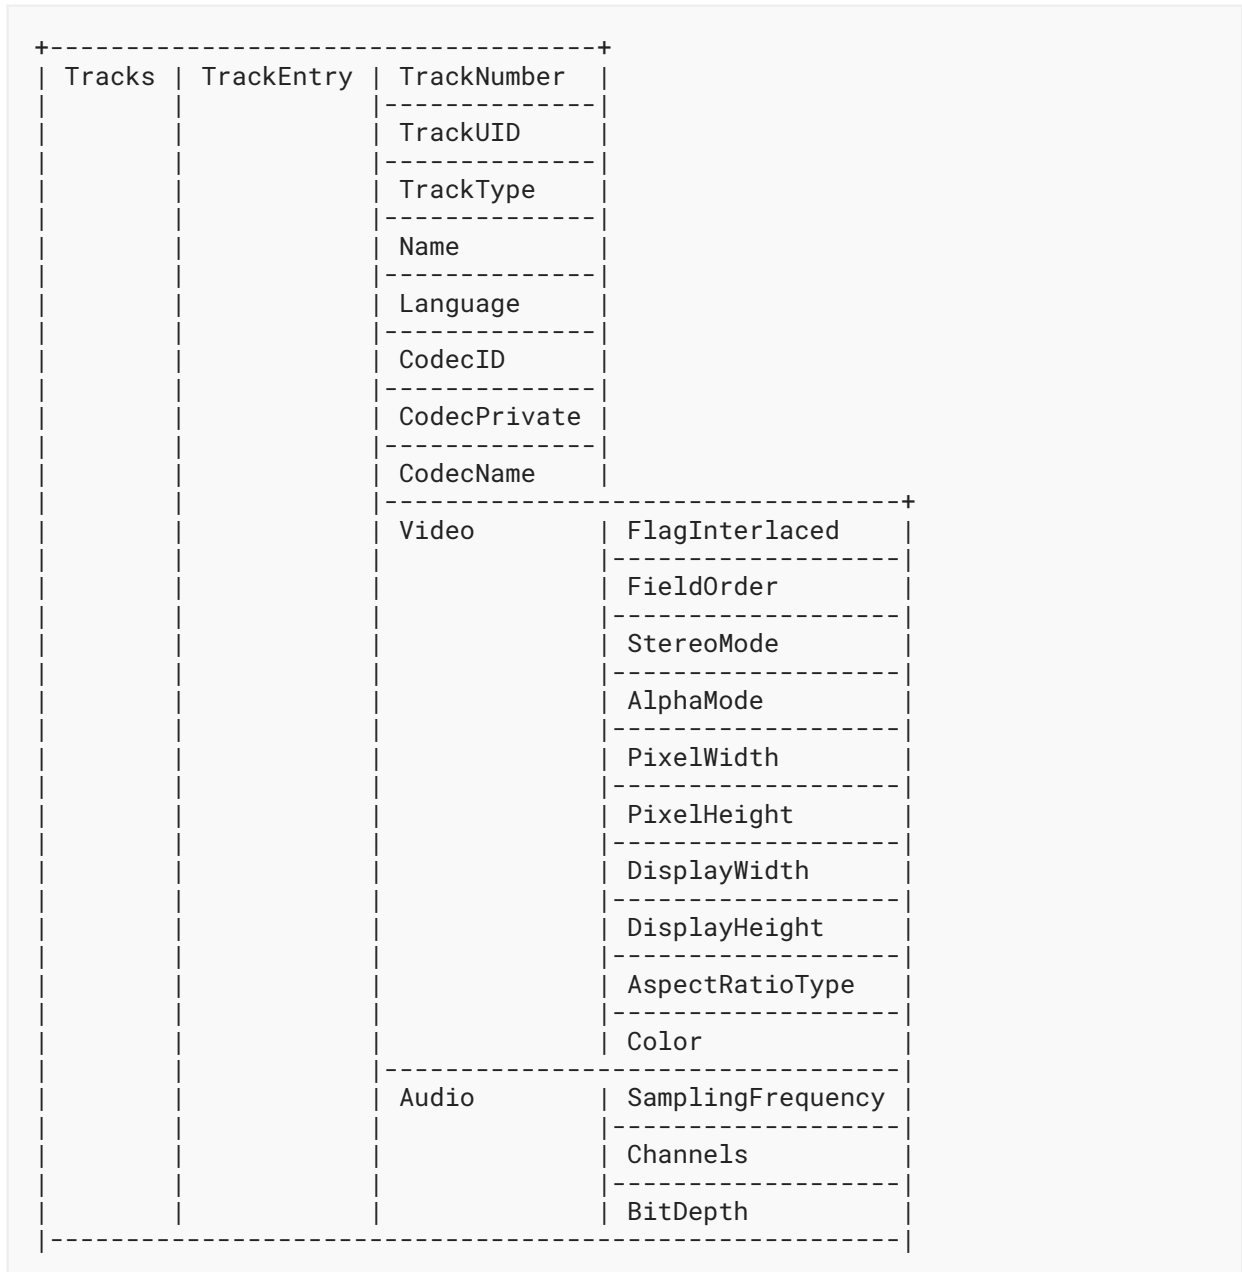 +------------------------------------+
| Tracks | TrackEntry | TrackNumber  |
|        |            |--------------|
|        |            | TrackUID     |
|        |            |--------------|
|        |            | TrackType    |
|        |            |--------------|
|        |            | Name         |
|        |            |--------------|
|        |            | Language     |
|        |            |--------------|
|        |            | CodecID      |
|        |            |--------------|
|        |            | CodecPrivate |
|        |            |--------------|
|        |            | CodecName    |
|        |            |----------------------------------+
|        |            | Video        | FlagInterlaced    |
|        |            |              |-------------------|
|        |            |              | FieldOrder        |
|        |            |              |-------------------|
|        |            |              | StereoMode        |
|        |            |              |-------------------|
|        |            |              | AlphaMode         |
|        |            |              |-------------------|
|        |            |              | PixelWidth        |
|        |            |              |-------------------|
|        |            |              | PixelHeight       |
|        |            |              |-------------------|
|        |            |              | DisplayWidth      |
|        |            |              |-------------------|
|        |            |              | DisplayHeight     |
|        |            |              |-------------------|
|        |            |              | AspectRatioType   |
|        |            |              |-------------------|
|        |            |              | Color             |
|        |            |----------------------------------|
|        |            | Audio        | SamplingFrequency |
|        |            |              |-------------------|
|        |            |              | Channels          |
|        |            |              |-------------------|
|        |            |              | BitDepth          |
|--------------------------------------------------------|